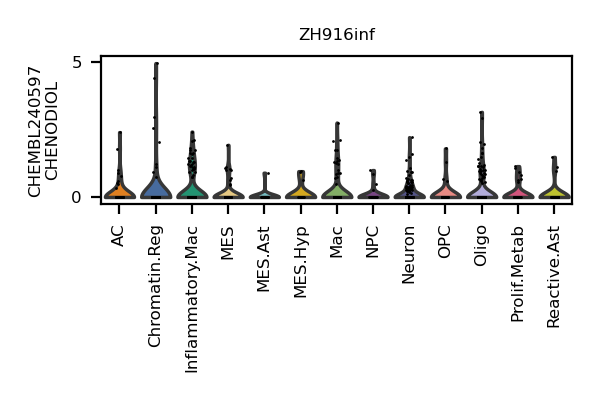 ZH916inf
CHEMBL240597
CHENODIOL
5
0
AC
Chromatin.Reg
Inflammatory.Mac
MES
MES.Ast
MES.Hyp
Mac
NPC
Neuron
OPC
Oligo
Prolif.Metab
Reactive.Ast